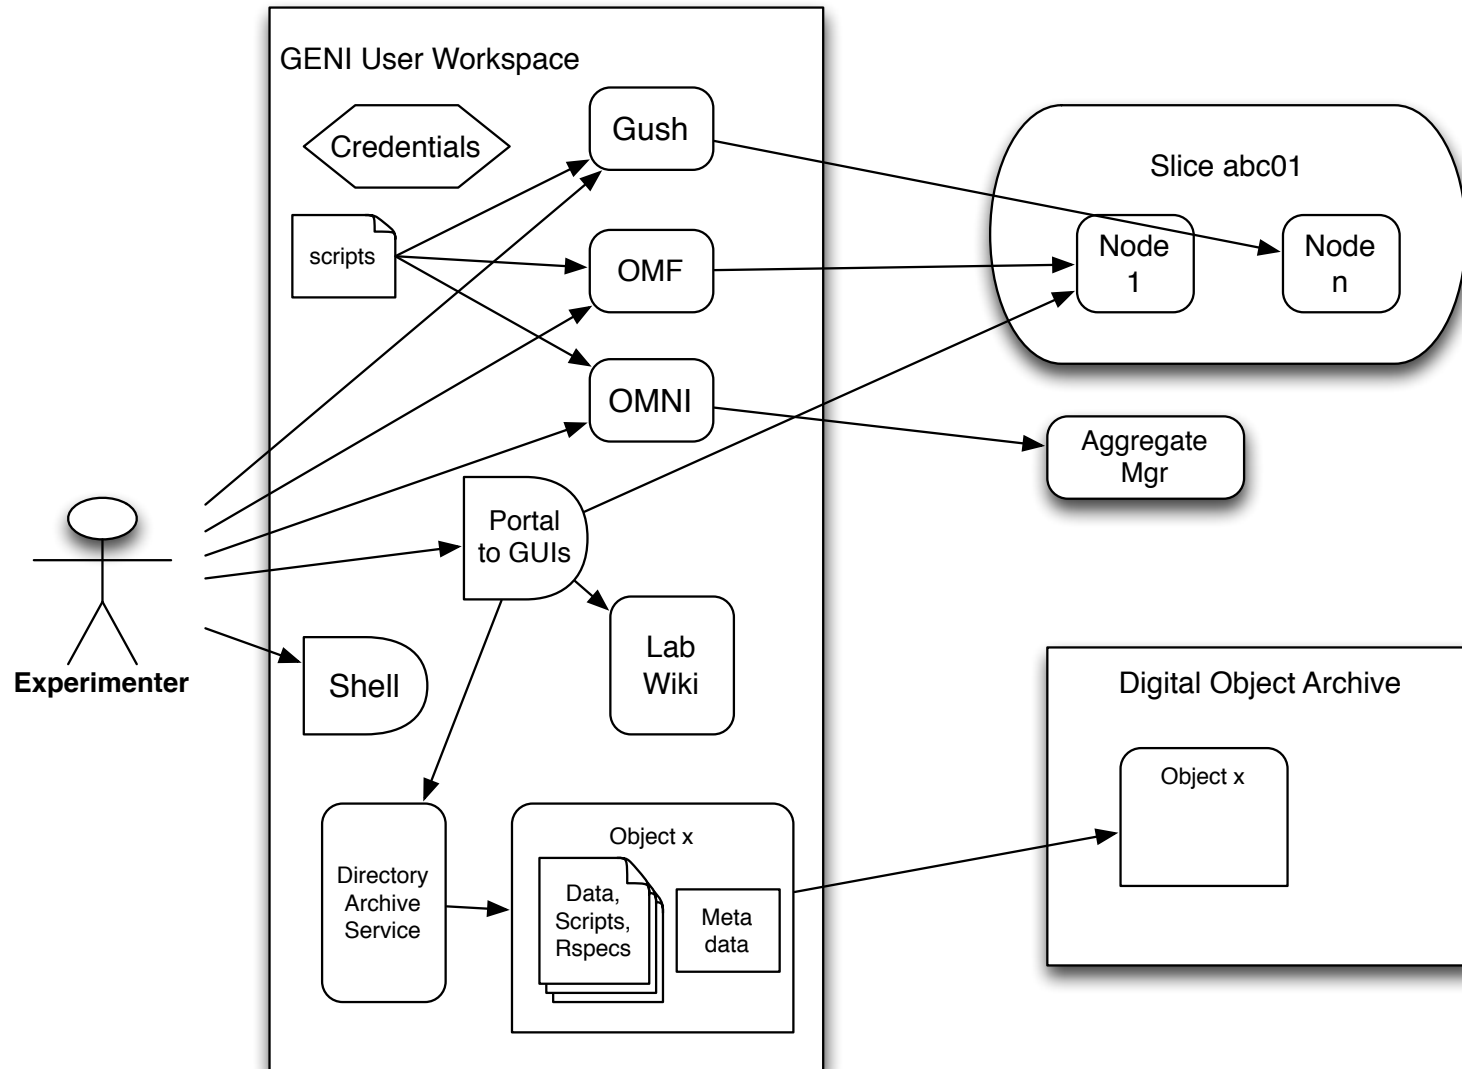 GENI User Workspace
Credentials
Gush
scripts
OMF
OMNI
Slice abc01
Node
1
Node
n
Aggregate
Mgr
Portal
to GUIs
Experimenter
Shell
Lab
Wiki
Digital Object Archive
Object x
Directory
Archive
Service
Object x
Data,
Scripts,
Rspecs
Meta
data